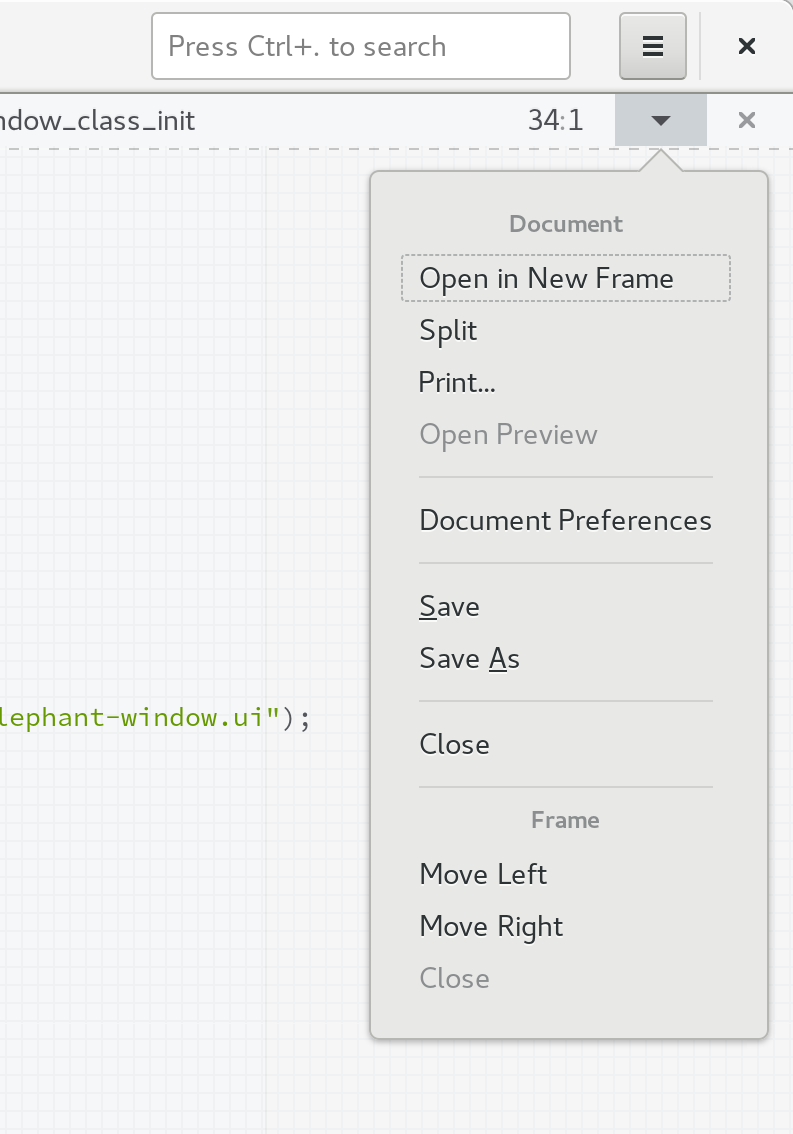 Press Ctrl+. to search
ndow_class_init 34:1
Document
Open in New Frame
Split
Print...
Open Preview
Document Preferences
Save
Save As
lephant-window.ui");
Close
Frame
Move Left
Move Right
Close